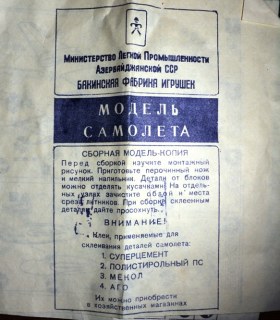 Министерство Легкой Промышленности
Азербайджанской ССР
Бакинская фабрика игрушек
МОДЕЛЬ
САМОЛЕТА
СБОРНАЯ МОДЕЛЬ-КОПИЯ
Перед сборкой изучите монтажный
рисунок. Приготовьте перочинный нож
и мелкий напильник. Детали от блоков
можно отделять кусачками. На отдель-
ных узлах зачистите облой и места
среза литников. При сборке склеенным
деталям дайте просохнуть.
ВНИМАНИЕ!
Клеи, применяемые для
склеивания деталей самолета:
1. СУПЕРЦЕМЕНТ
2. ПОЛИСТИРОЛЬНЫЙ ПС
3. МЕКОЛ
4. АГО
Их можно приобрести
в хозяйственных магазинах